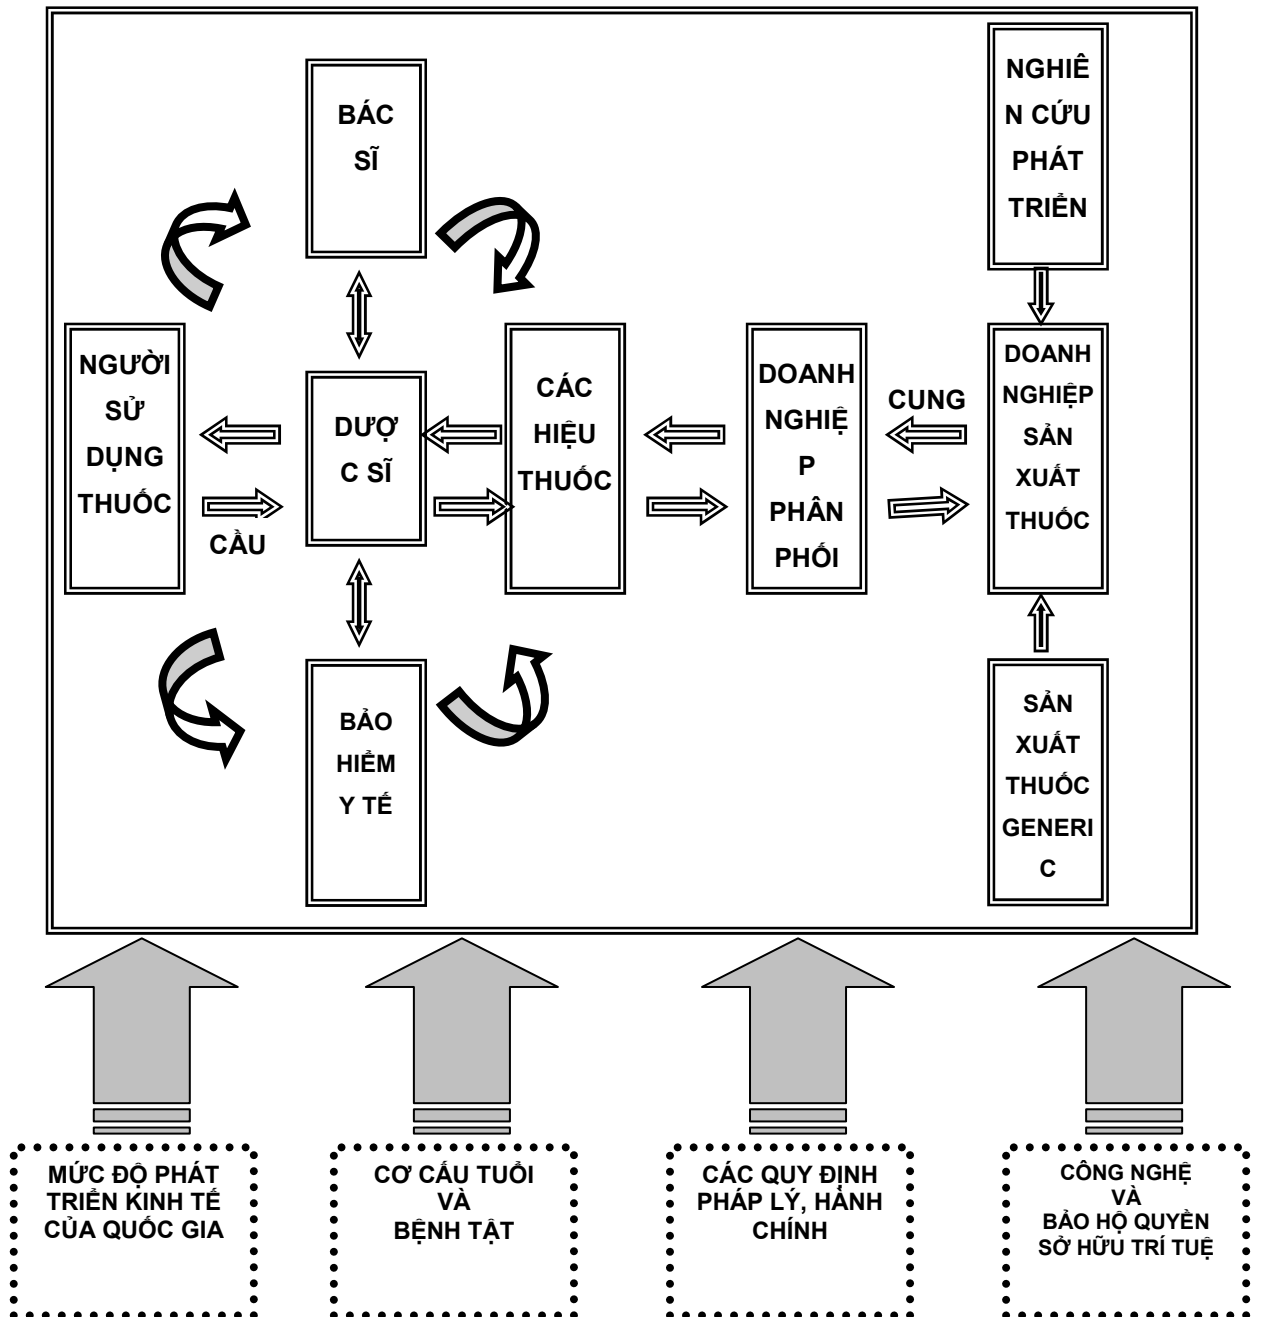 BÁC
SĨ
NGHIÊ
N CỨU
PHÁT
TRIỂN
NGƯỜI
SỬ
DỤNG
THUỐC
CẦU
DƯỢ
C SĨ
CÁC
HIỆU
THUỐC
DOANH
NGHIỆ
P
PHÂN
PHỐI
CUNG
DOANH
NGHIỆP
SẢN
XUẤT
THUỐC
BẢO
HIỂM
Y TẾ
SẢN
XUẤT
THUỐC
GENERI
C
MỨC ĐỘ PHÁT
TRIỂN KINH TẾ
CỦA QUỐC GIA
CƠ CẤU TUỔI
VÀ
BỆNH TẬT
CÁC QUY ĐỊNH
PHÁP LÝ, HÀNH
CHÍNH
CÔNG NGHỆ
VÀ
BẢO HỘ QUYỀN
SỞ HỮU TRÍ TUỆ